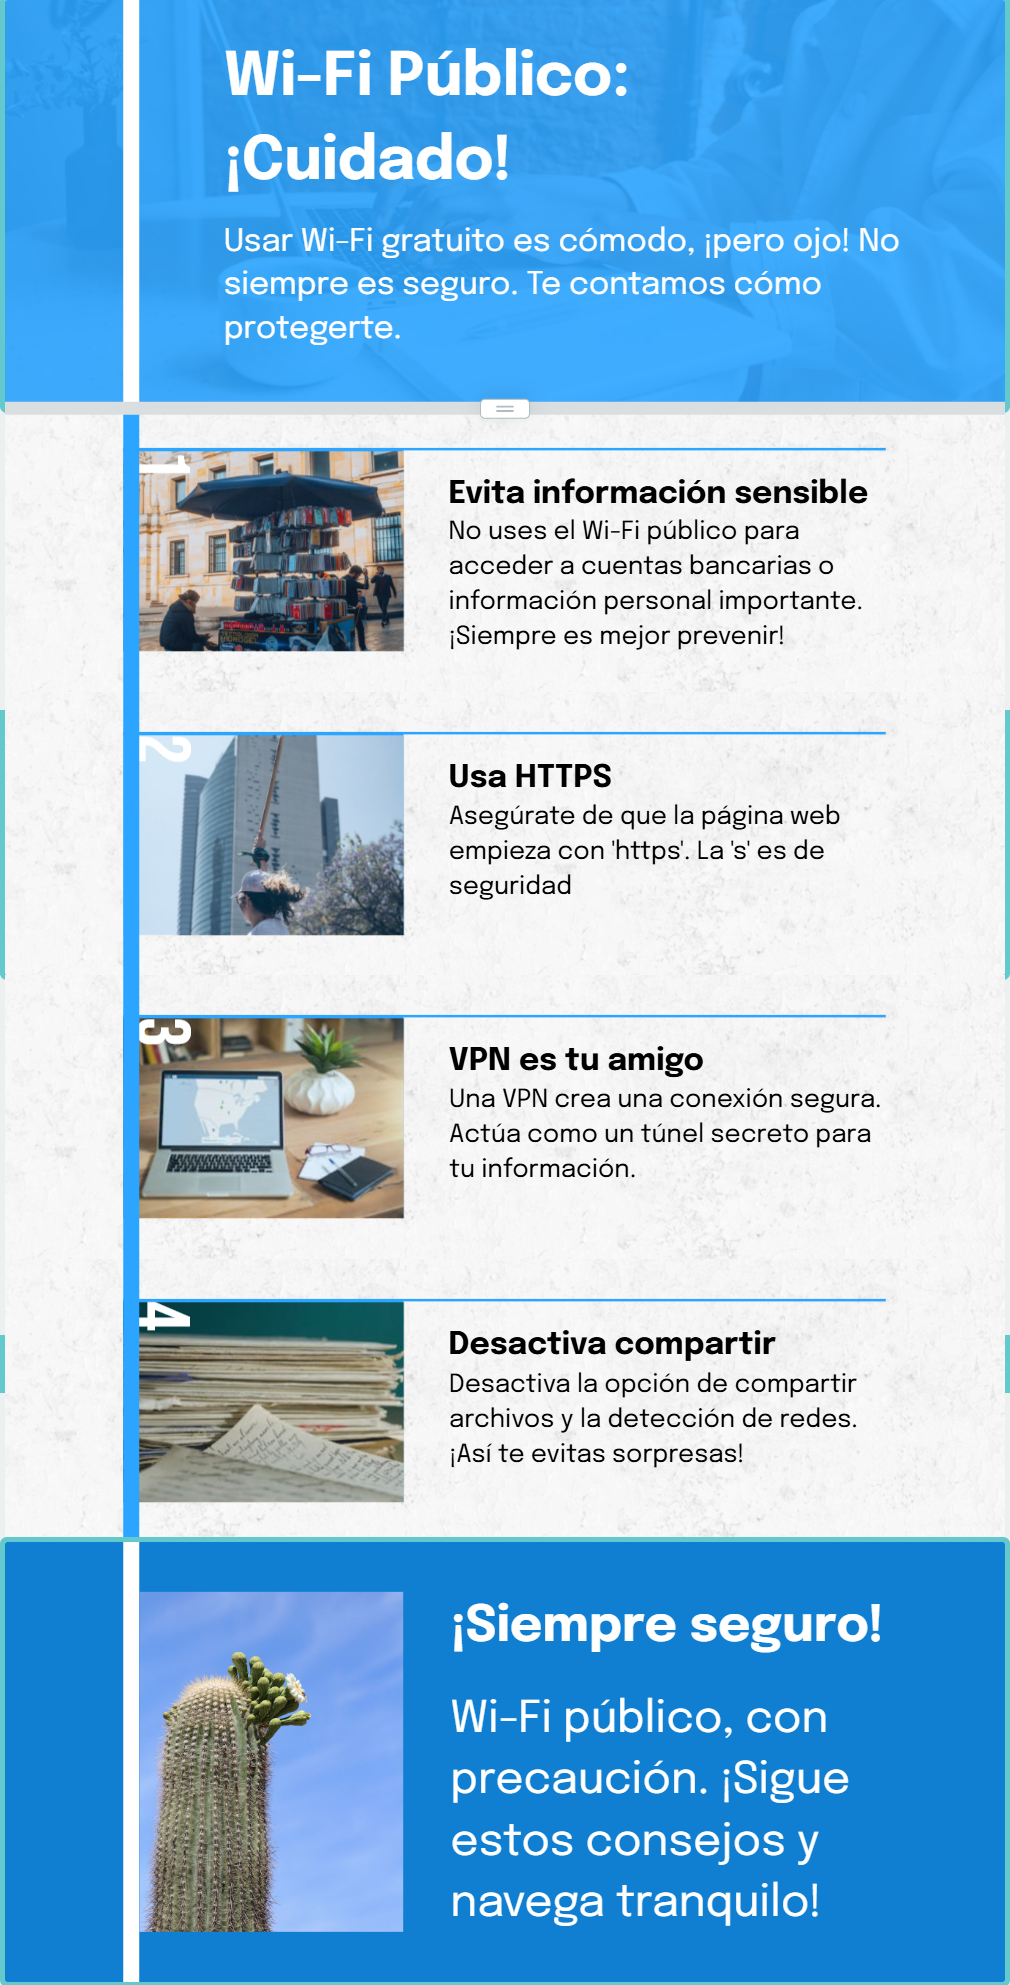 Wi-Fi Público:
¡Cuidado!
Usar Wi-Fi gratuito es cómodo, ¡pero ojo! No
siempre es seguro. Te contamos cómo
protegerte.
1
Evita información sensible
No uses el Wi-Fi público para
acceder a cuentas bancarias o
información personal importante.
¡Siempre es mejor prevenir!
2
Usa HTTPS
Asegúrate de que la página web
empieza con 'https'. La 's' es de
seguridad
3
VPN es tu amigo
Una VPN crea una conexión segura.
Actúa como un túnel secreto para
tu información.
4
Desactiva compartir
Desactiva la opción de compartir
archivos y la detección de redes.
¡Así te evitas sorpresas!
¡Siempre seguro!
Wi-Fi público, con
precaución. ¡Sigue
estos consejos y
navega tranquilo!